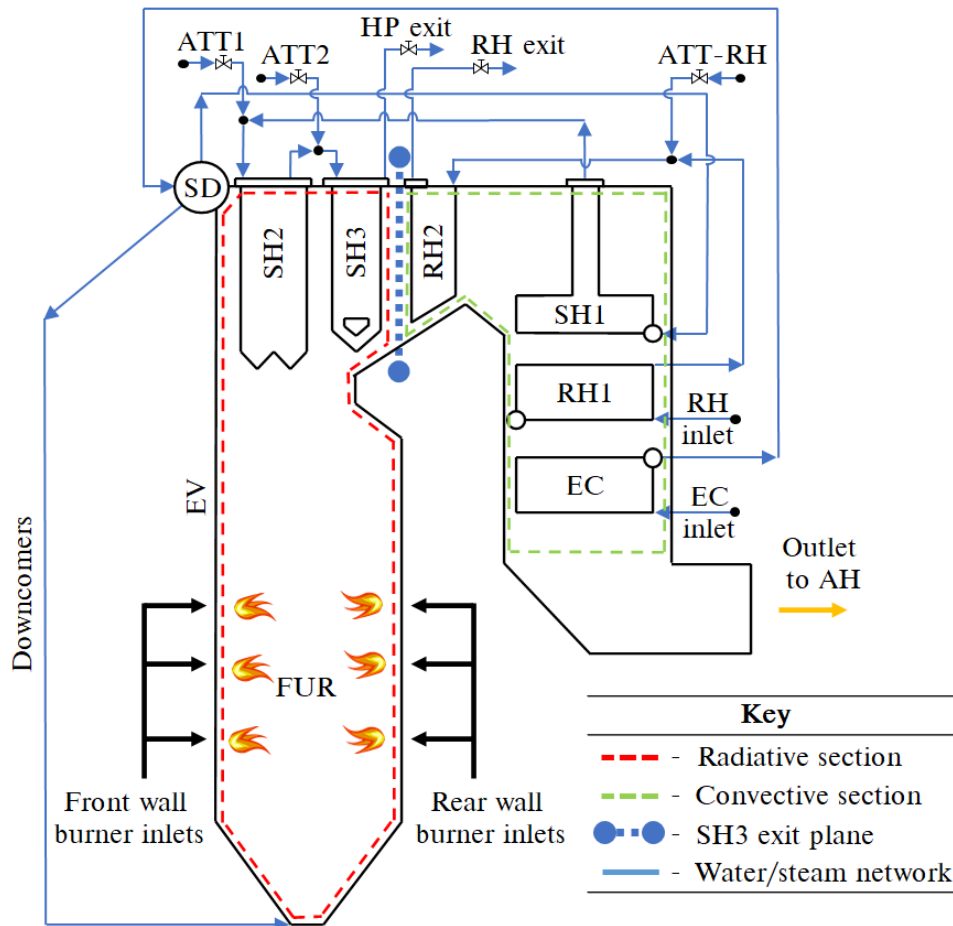 HP exit
ATT1
ATT2
RH exit
ATT-RH
SD
SH2
SH3
RH2
SH1
RH1
RH
inlet
EC
EC
inlet
EV
Downcomers
Outlet
to AH
FUR
Front wall
burner inlets
Rear wall
burner inlets
Key
- Radiative section
- Convective section
- SH3 exit plane
- Water/steam network